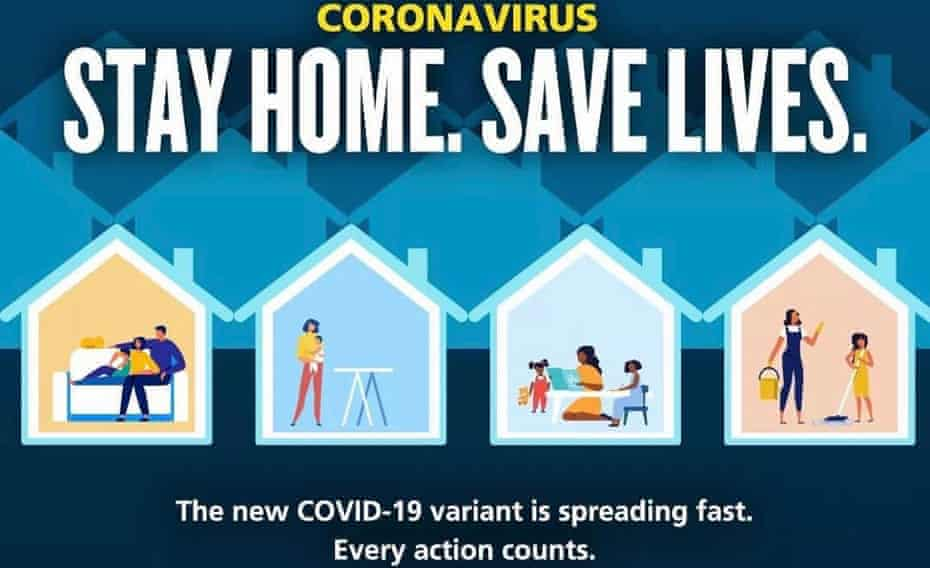 CORONAVIRUS
STAY HOME. SAVE LIVES.
The new COVID-19 variant is spreading fast.
Every action counts.